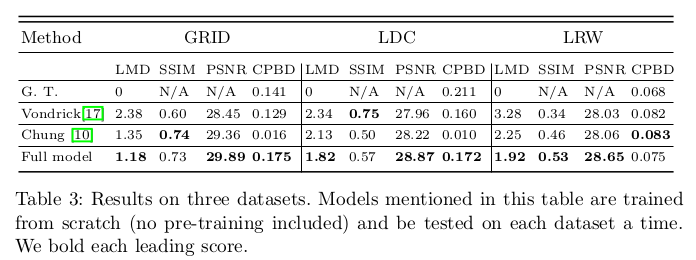 Method GRID LDC LRW
LMD SSIM PSNR CPBD LMD SSIM PSNR CPBD LMD SSIM PSNR CPBD
G. T. 0 N/A N/A 0.141 0 N/A N/A 0.211 0 N/A N/A 0.068
Vondrick[17] 2.38 0.60 28.45 0.129 2.34 0.75 27.96 0.160 3.28 0.34 28.03 0.082
Chung [10] 1.35 0.74 29.36 0.016 2.13 0.50 28.22 0.010 2.25 0.46 28.06 0.083
Full model 1.18 0.73 29.89 0.175 1.82 0.57 28.87 0.172 1.92 0.53 28.65 0.075
Table 3: Results on three datasets. Models mentioned in this table are trained
from scratch (no pre-training included) and be tested on each dataset a time.
We bold each leading score.